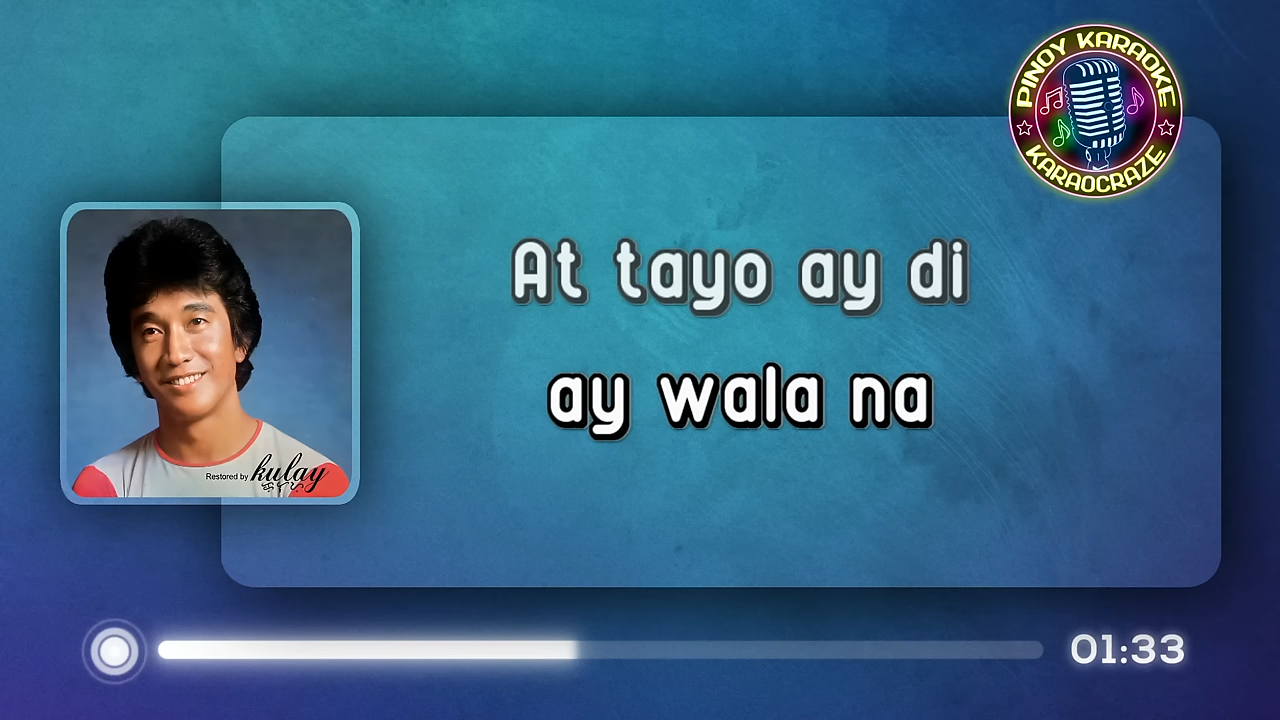 PINOY KARAOKE
KARAOCRAZE
At tayo ay di
ay wala na
Restored by kulay
01:33